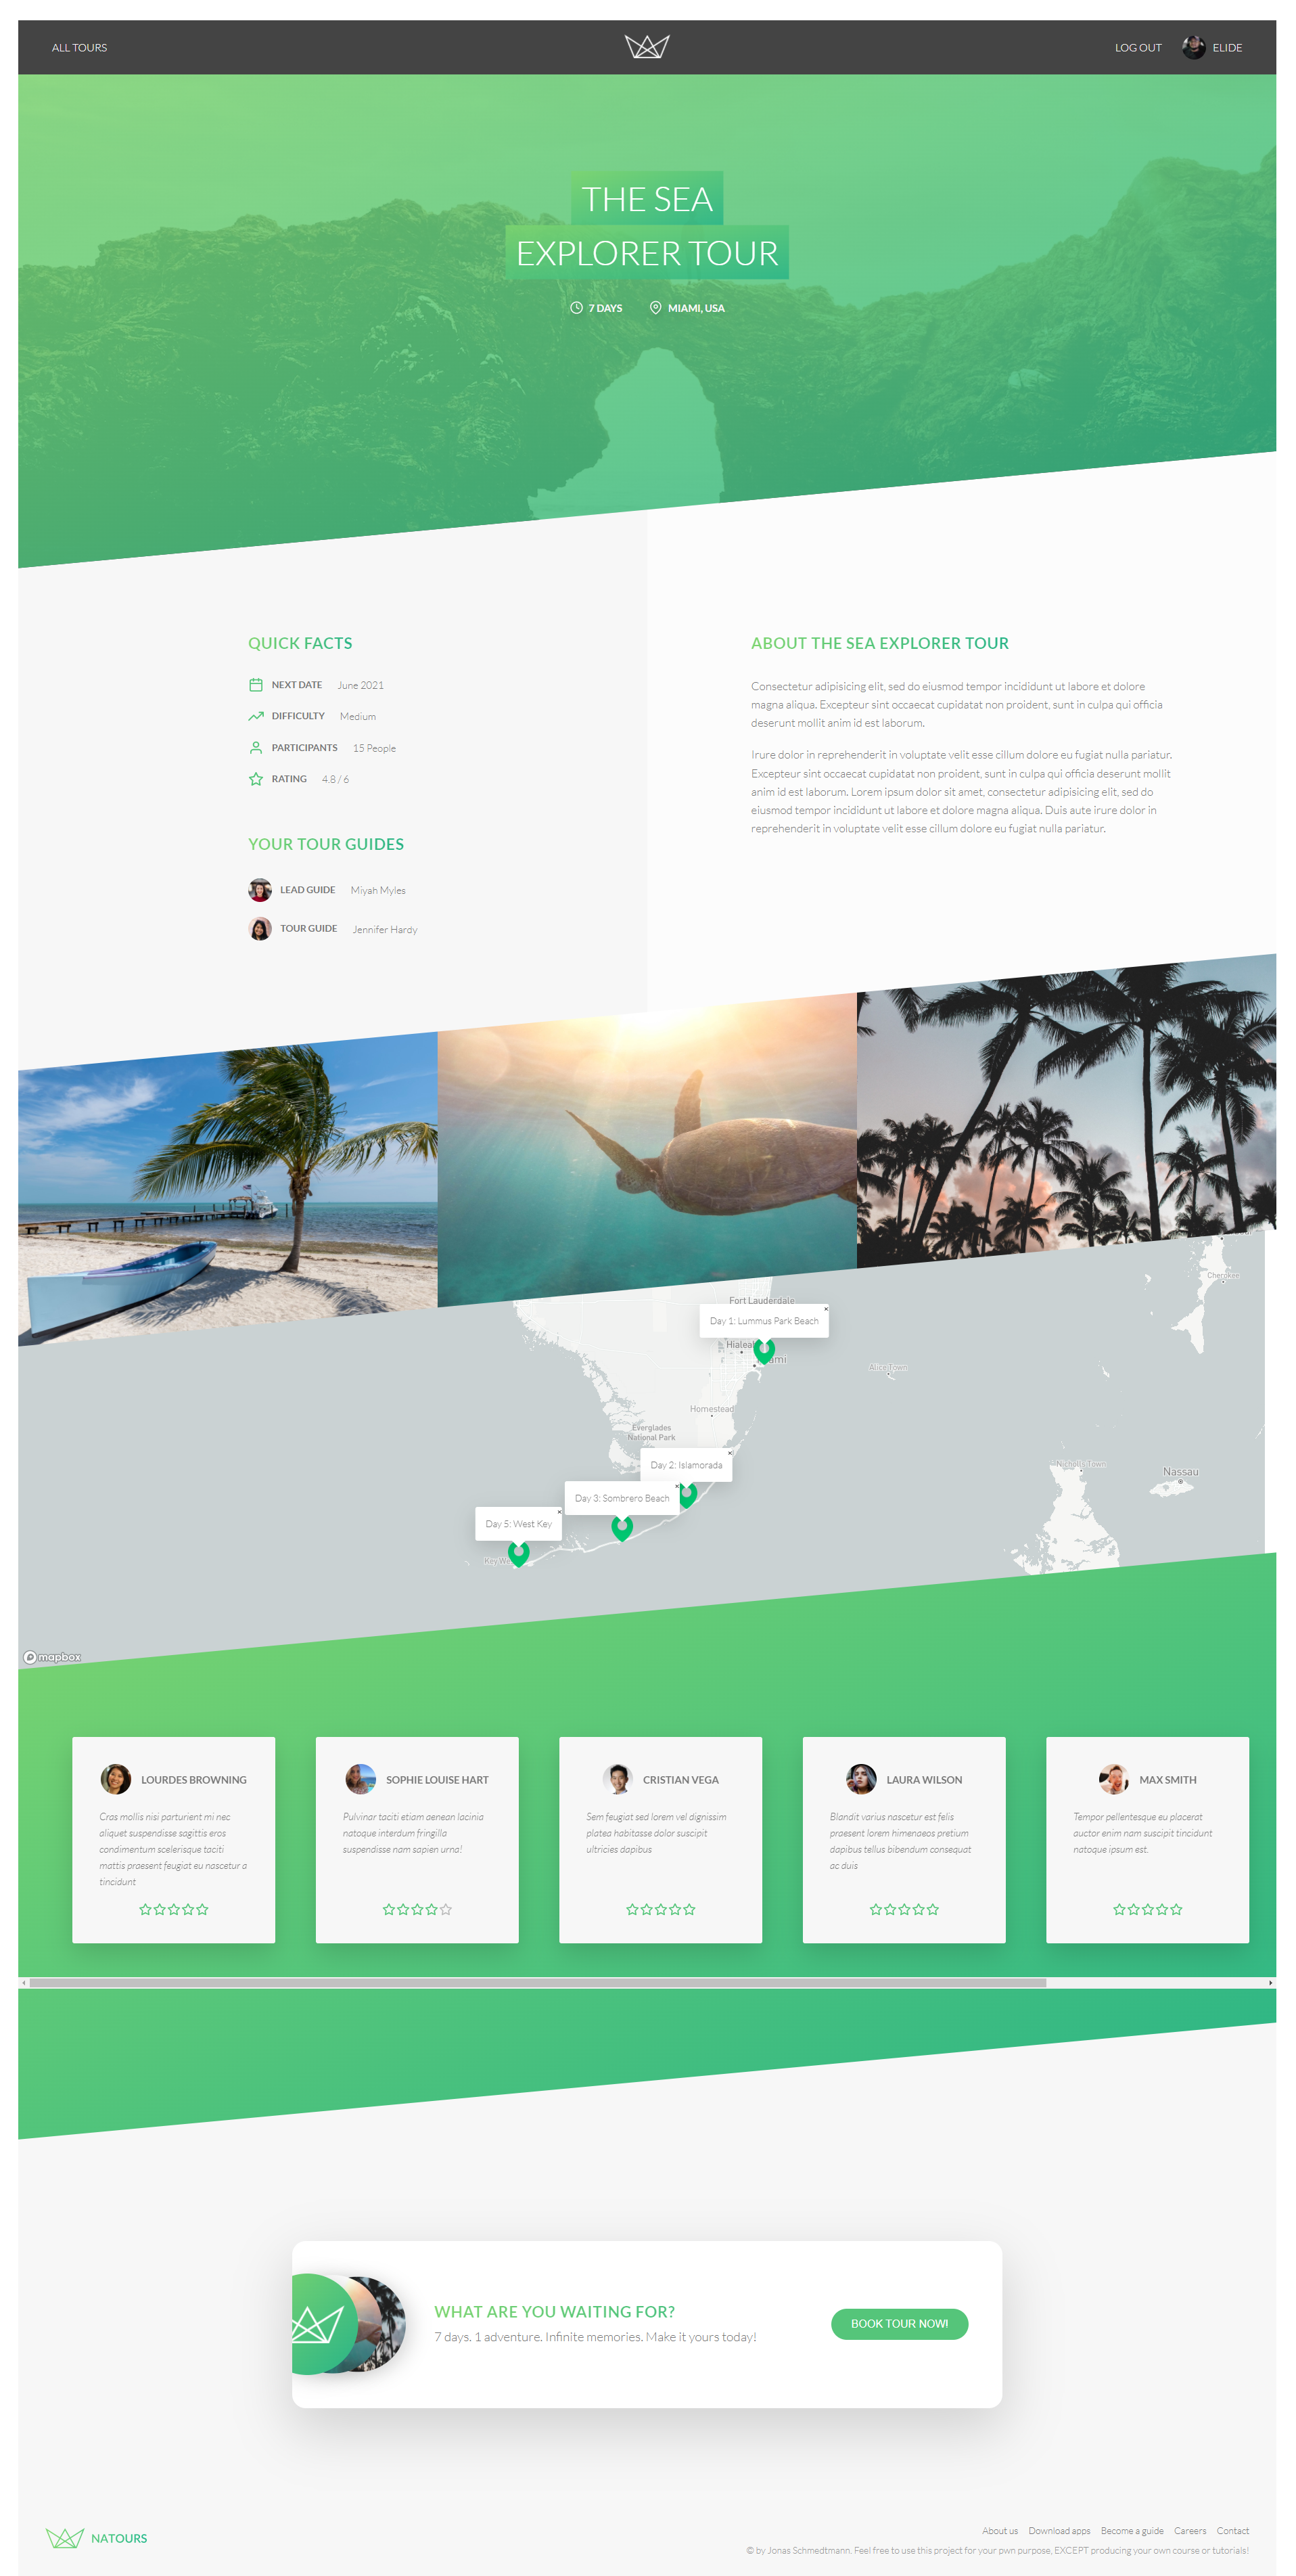 ALL TOURS
LOG OUT
ELIDE
THE SEA
EXPLORER TOUR
7 DAYS
MIAMI, USA
QUICK FACTS
NEXT DATE June 2021
DIFFICULTY Medium
PARTICIPANTS 15 People
RATING 4.8 / 6
YOUR TOUR GUIDES
LEAD GUIDE Miyah Myles
TOUR GUIDE Jennifer Hardy
ABOUT THE SEA EXPLORER TOUR
Consectetur adipisicing elit, sed do eiusmod tempor incididunt ut labore et dolore
magna aliqua. Excepteur sint occaecat cupidatat non proident, sunt in culpa qui officia
deserunt mollit anim id est laborum.
Irure dolor in reprehenderit in voluptate velit esse cillum dolore eu fugiat nulla pariatur.
Excepteur sint occaecat cupidatat non proident, sunt in culpa qui officia deserunt mollit
anim id est laborum. Lorem ipsum dolor sit amet, consectetur adipisicing elit, sed do
eiusmod tempor incididunt ut labore et dolore magna aliqua. Duis aute irure dolor in
reprehenderit in voluptate velit esse cillum dolore eu fugiat nulla pariatur.
Cherokee
Fort Lauderdale
Day 1: Lummus Park Beach
Alice Town
Homestead
Everglades
National Park
Day 2: Islamorada
Nicholls Town
Nassau
Day 3: Sombrero Beach
Day 5: West Key
mapbox
LOURDES BROWNING
Cras mollis nisi parturient mi nec
aliquet suspendisse sagittis eros
condimentum scelerisque taciti
mattis praesent feugiat eu nascetur a
tincidunt
SOPHIE LOUISE HART
Pulvinar taciti etiam aenean lacinia
natoque interdum fringilla
suspendisse nam sapien urna!
CRISTIAN VEGA
Sem feugiat sed lorem vel dignissim
platea habitasse dolor suscipit
ultricies dapibus
LAURA WILSON
Blandit varius nascetur est felis
praesent lorem himenaeos pretium
dapibus tellus bibendum consequat
ac duis
MAX SMITH
Tempor pellentesque eu placerat
auctor enim nam suscipit tincidunt
natoque ipsum est.
WHAT ARE YOU WAITING FOR?
7 days. 1 adventure. Infinite memories. Make it yours today!
BOOK TOUR NOW!
NATOURS
About us Download apps Become a guide Careers Contact
© by Jonas Schmedtmann. Feel free to use this project for your pwn purpose, EXCEPT producing your own course or tutorials!